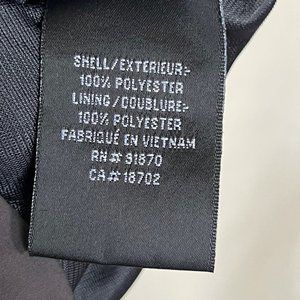 SHELL/EXTERIEUR:-
100% POLYESTER
LINING/DOUBLURE:-
100% POLYESTER
FABRIQUÉ EN VIETNAM
RN# 91870
CA#18702